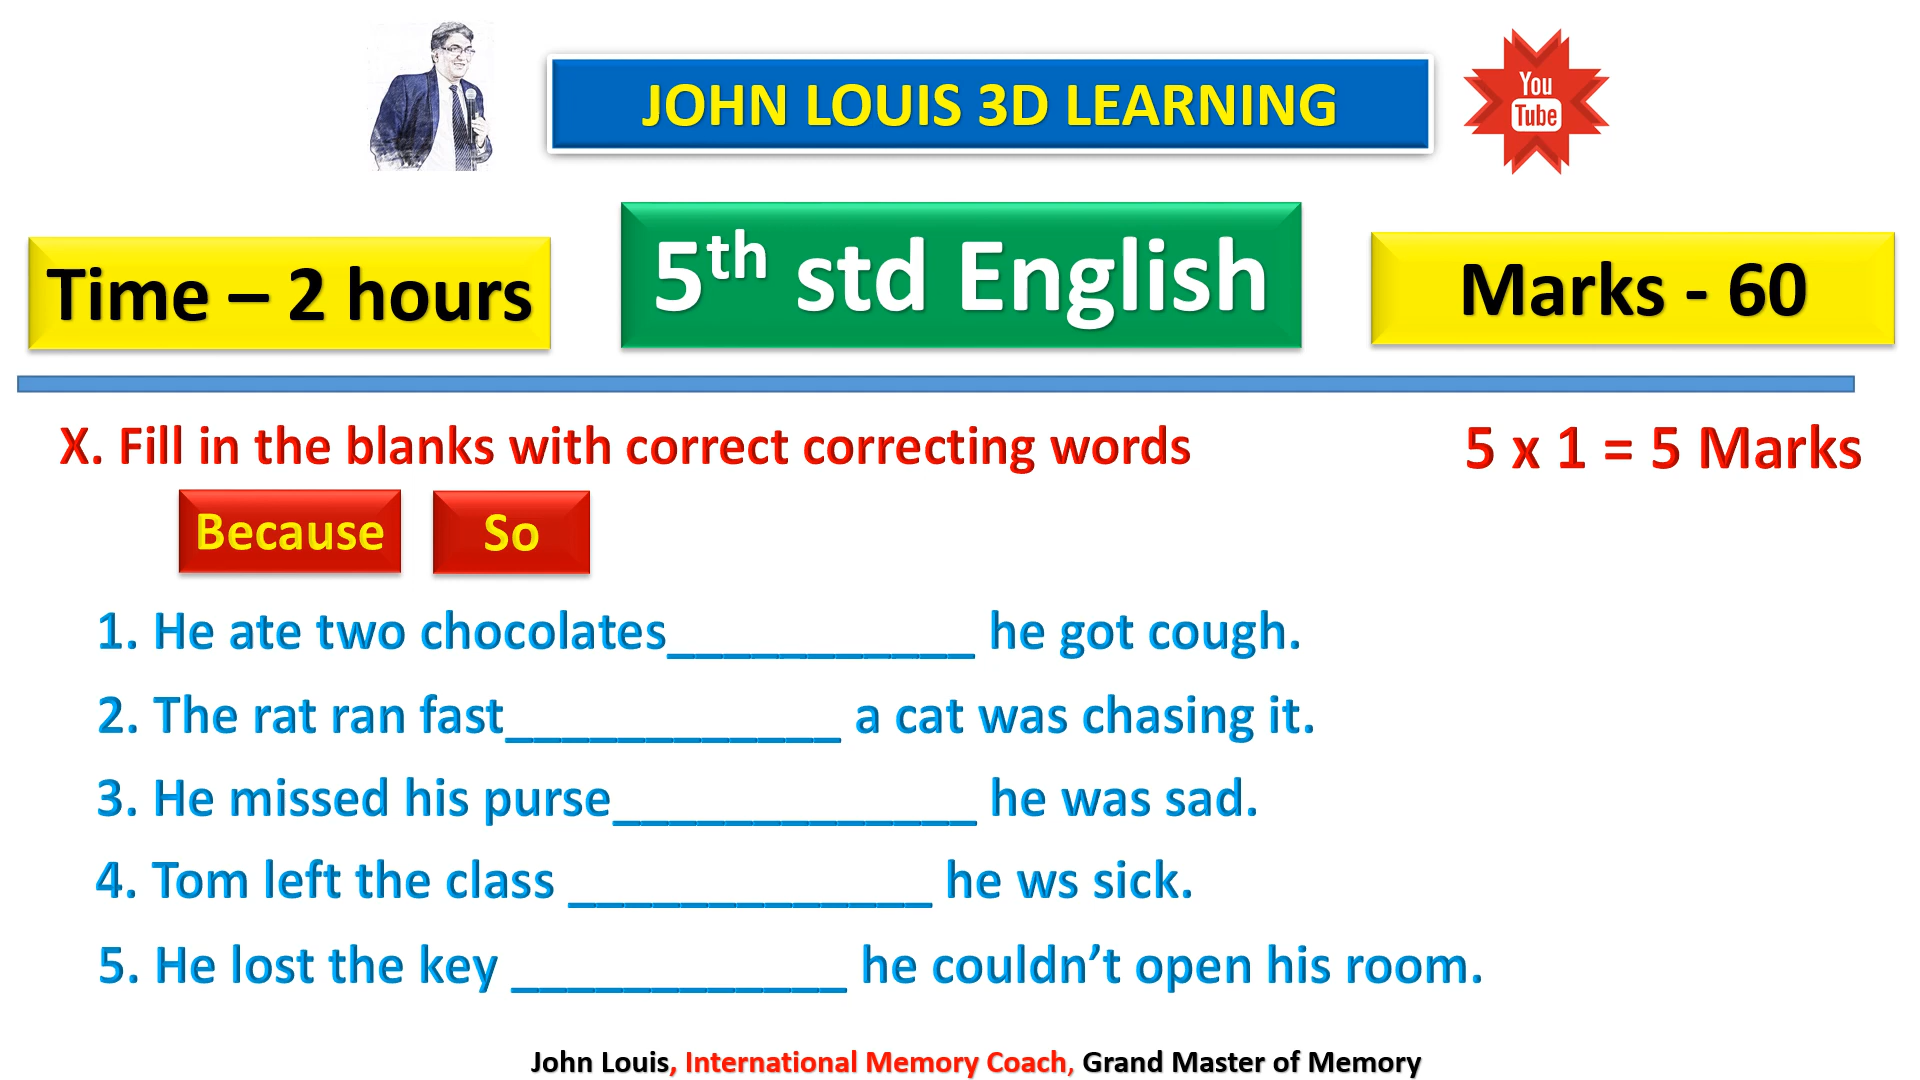 JOHN LOUIS 3D LEARNING
You
Tube
Time – 2 hours
5th std English
Marks - 60
X. Fill in the blanks with correct correcting words
5 x 1 = 5 Marks
Because
So
1. He ate two chocolates___________ he got cough.
2. The rat ran fast____________ a cat was chasing it.
3. He missed his purse_____________ he was sad.
4. Tom left the class _____________ he ws sick.
5. He lost the key ____________ he couldn’t open his room.
John Louis, International Memory Coach, Grand Master of Memory